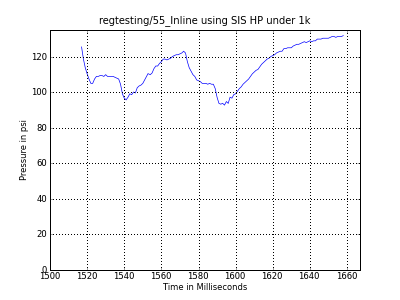 regtesting/55_Inline using SIS HP under 1k
Pressure in psi
120
100
80
60
40
20
0
1500 1520 1540 1560 1580 1600 1620 1640 1660
Time in Milliseconds